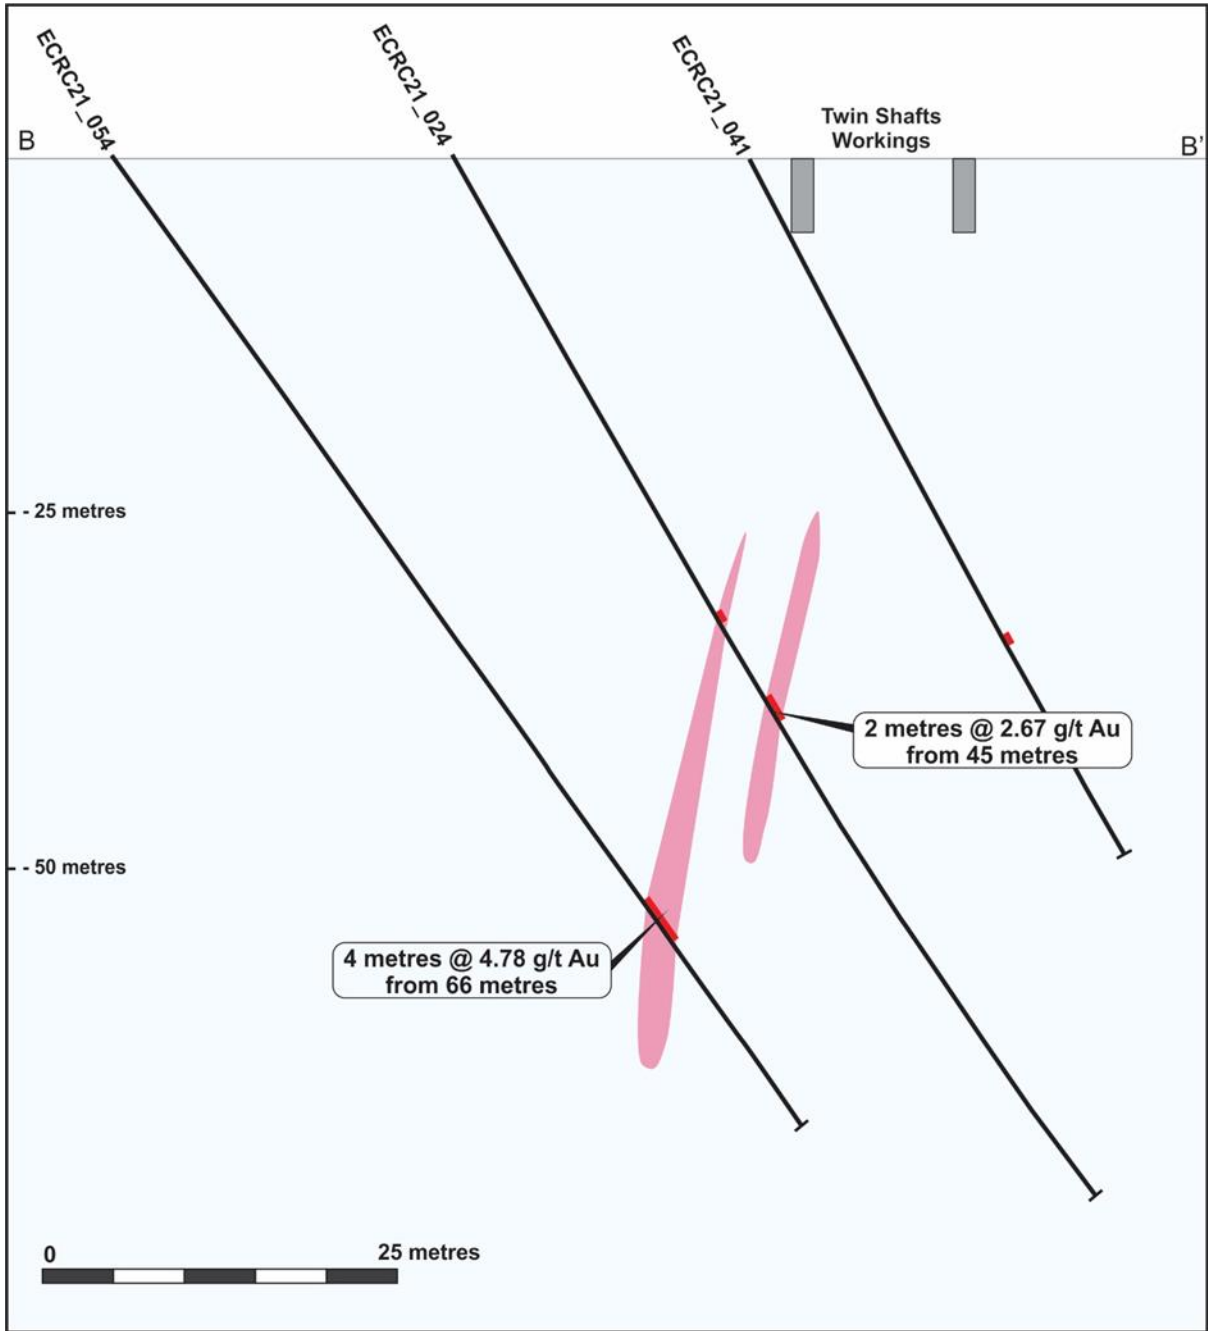 ECRC21_054
ECRC21_024
ECRC21_041
Twin Shafts
Workings
B
B'
- 25 metres
2 metres @ 2.67 g/t Au
from 45 metres
- 50 metres
4 metres @ 4.78 g/t Au
from 66 metres
0
25 metres